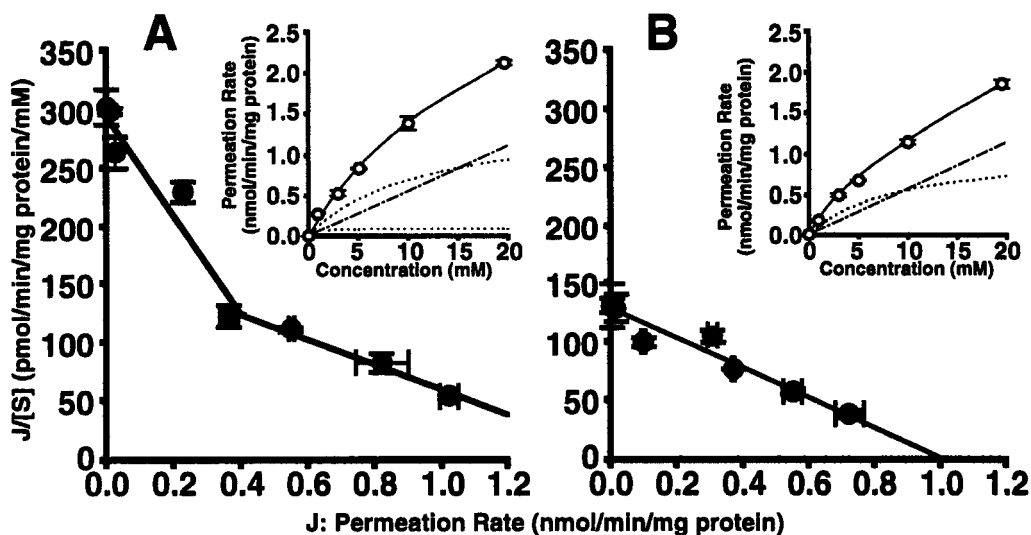 A
B
J/[S] (pmol/min/mg protein/mM)
350
300
250
200
150
100
50
0
0.0 0.2 0.4 0.6 0.8 1.0 1.2
Permeation Rate
(nmol/min/mg protein)
2.5
2.0
1.5
1.0
0.5
0.0
0 5 10 20
Concentration (mM)
350
300
250
200
150
100
50
0
0.0 0.2 0.4 0.6 0.8 1.0 1.2
Permeation Rate
(nmol/min/mg protein)
2.5
2.0
1.5
1.0
0.5
0.0
0 5 10 20
Concentration (mM)
J: Permeation Rate (nmol/min/mg protein)